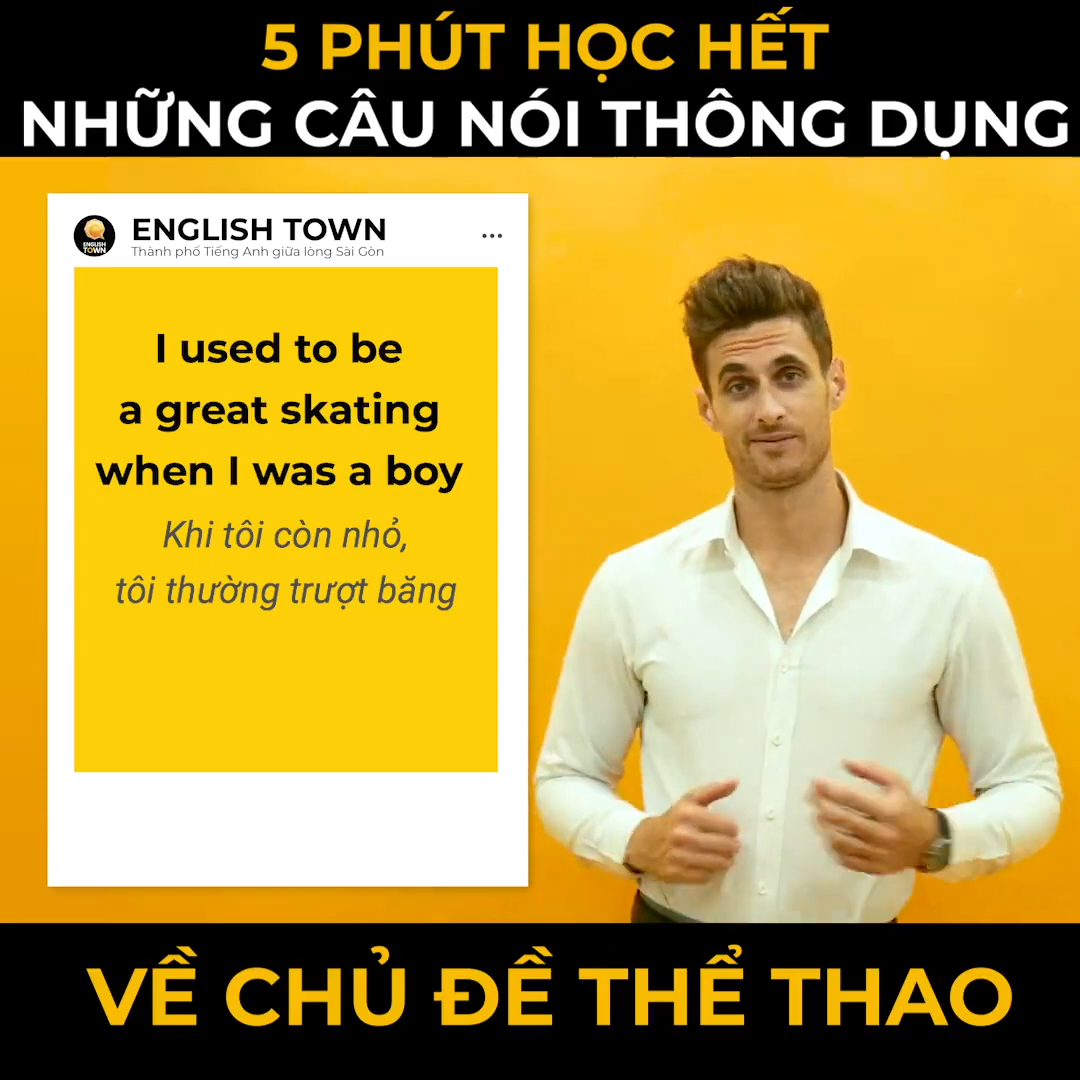 5 PHÚT HỌC HẾT
NHỮNG CÂU NÓI THÔNG DỤNG
ENGLISH TOWN
ENGLISH TOWN
Thành phố Tiếng Anh giữa lòng Sài Gòn
I used to be
a great skating
when I was a boy
Khi tôi còn nhỏ,
tôi thường trượt băng
VỀ CHỦ ĐỀ THỂ THAO